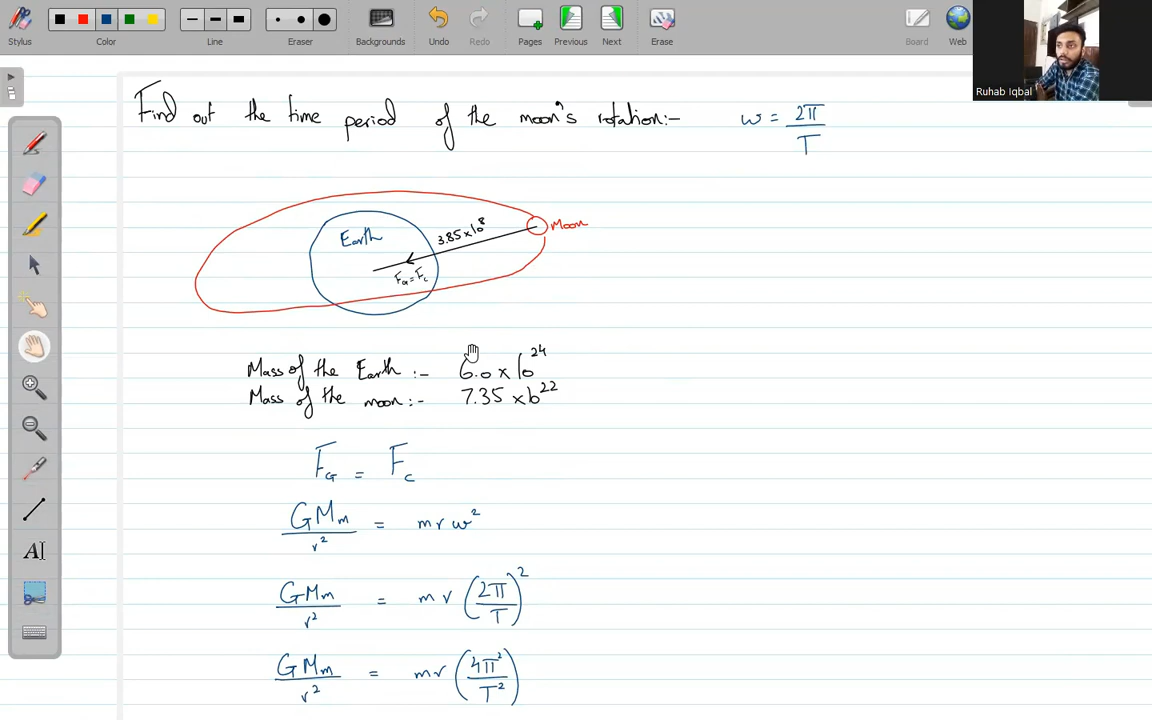 Stylus
Color
Line
Eraser
Backgrounds
Undo
Redo
Pages
Previous
Next
Erase
Board
Web
Ruhab Iqbal
Find out the time period of the moon's rotation:- w = 2π/T
Earth
3.85x10⁸
Moon
F_G = F_c
Mass of the Earth :- 6.0 x 10²⁴
Mass of the moon :- 7.35 x 10²²
F_G = F_c
GMm/r² = mrw²
GMm/r² = mr (2π/T)²
GMm/r² = mr (4π²/T²)
A